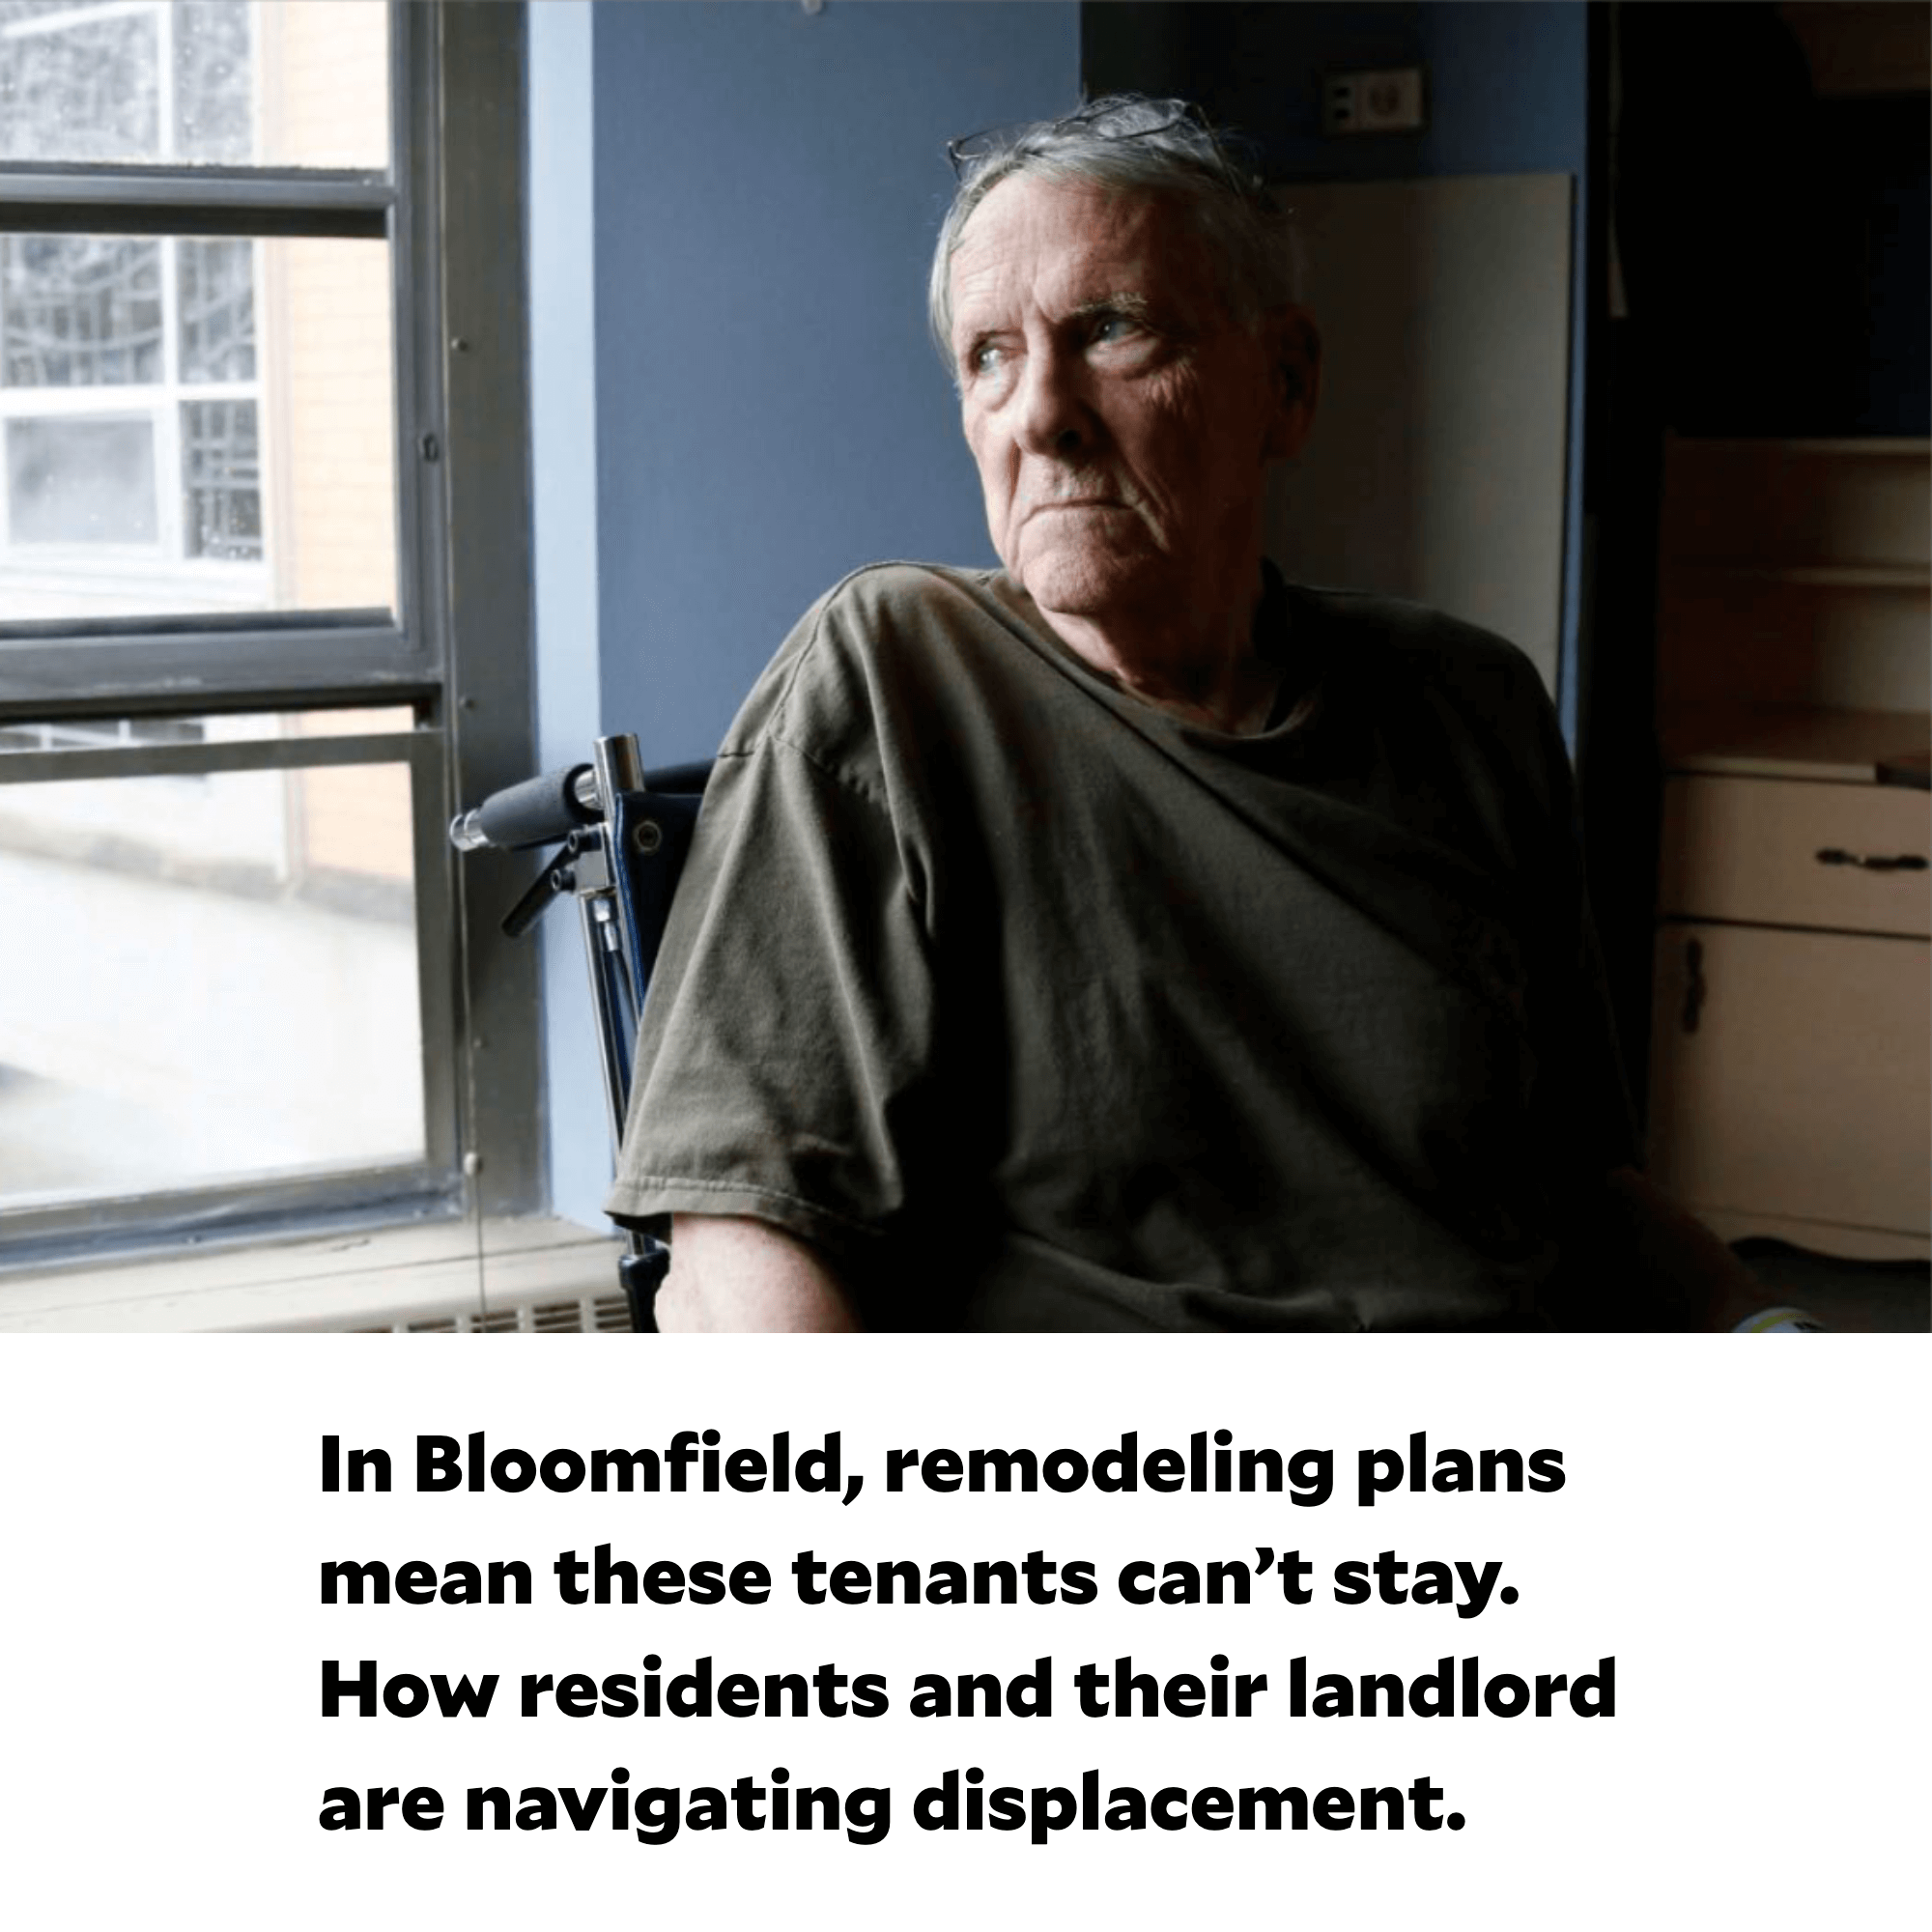 In Bloomfield, remodeling plans
mean these tenants can’t stay.
How residents and their landlord
are navigating displacement.